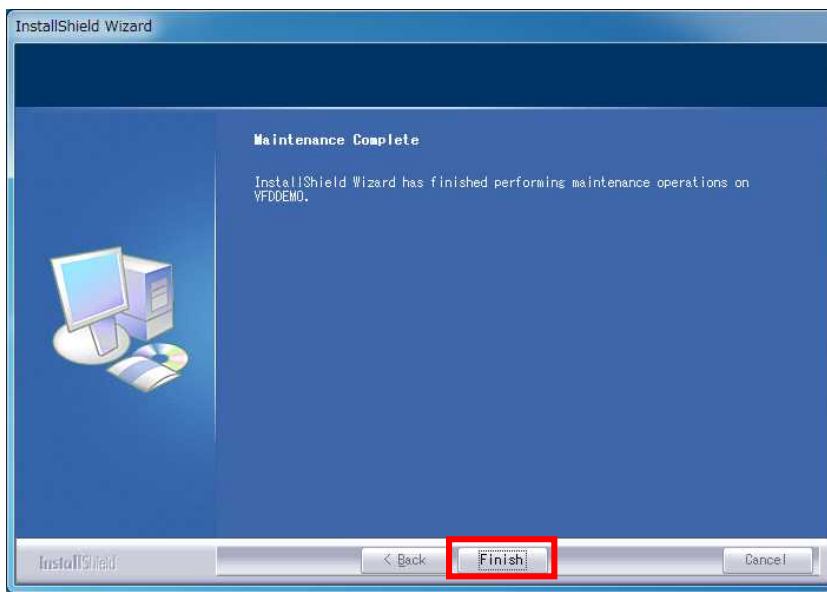 InstallShield Wizard
Maintenance Complete
InstallShield Wizard has finished performing maintenance operations on
VFDDEMO.
InstallShield
< Back
Finish
Cancel